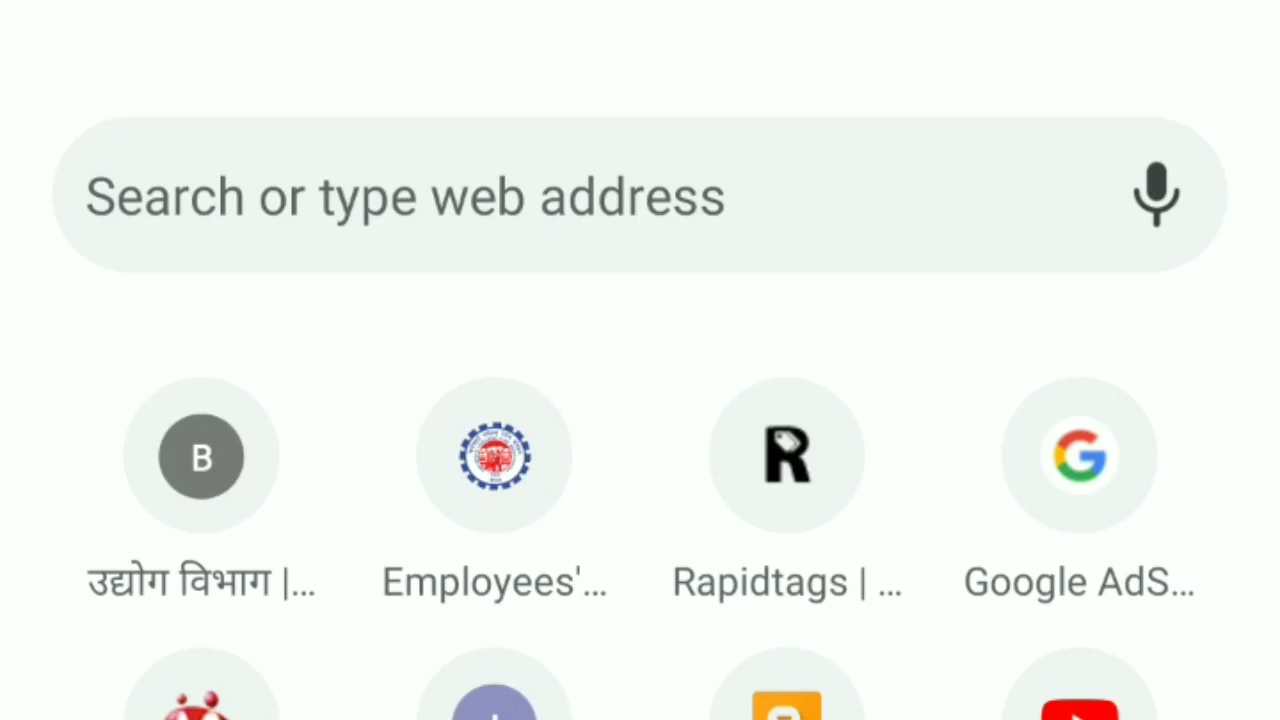 Search or type web address
B
R
G
उद्योग विभाग |...
Employees'...
Rapidtags | ...
Google AdS...